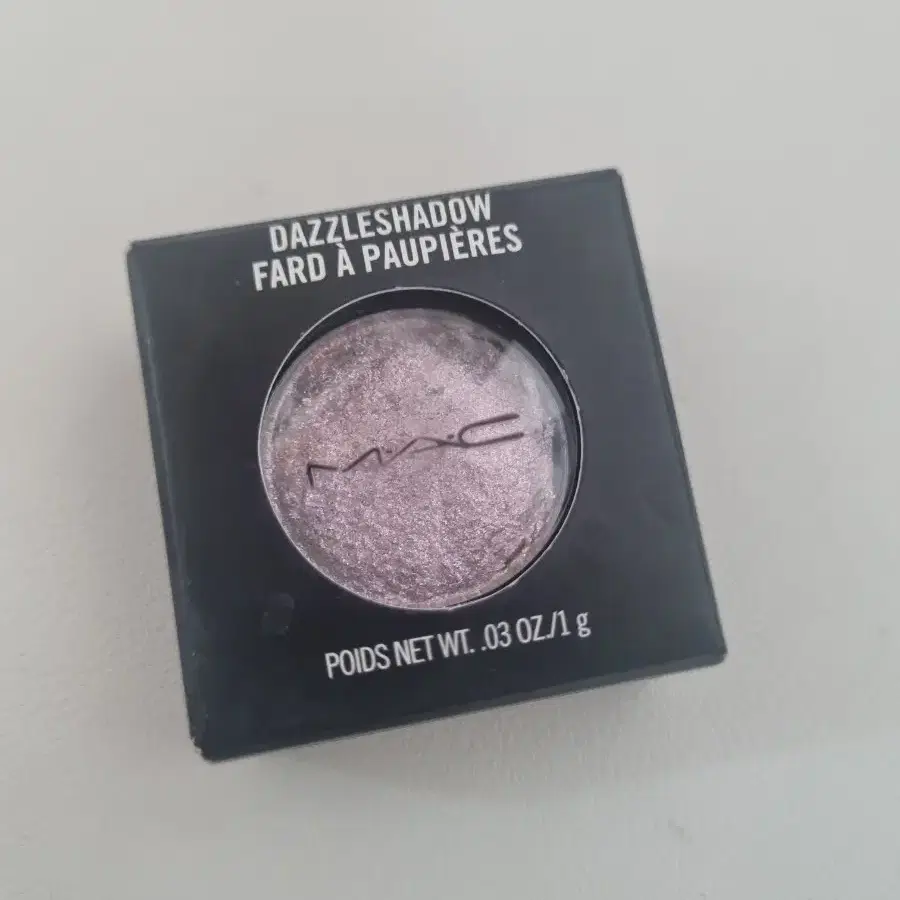 DAZZLESHADOW
FARD À PAUPIÈRES
M·A·C
POIDS NET WT. .03 OZ./1 g